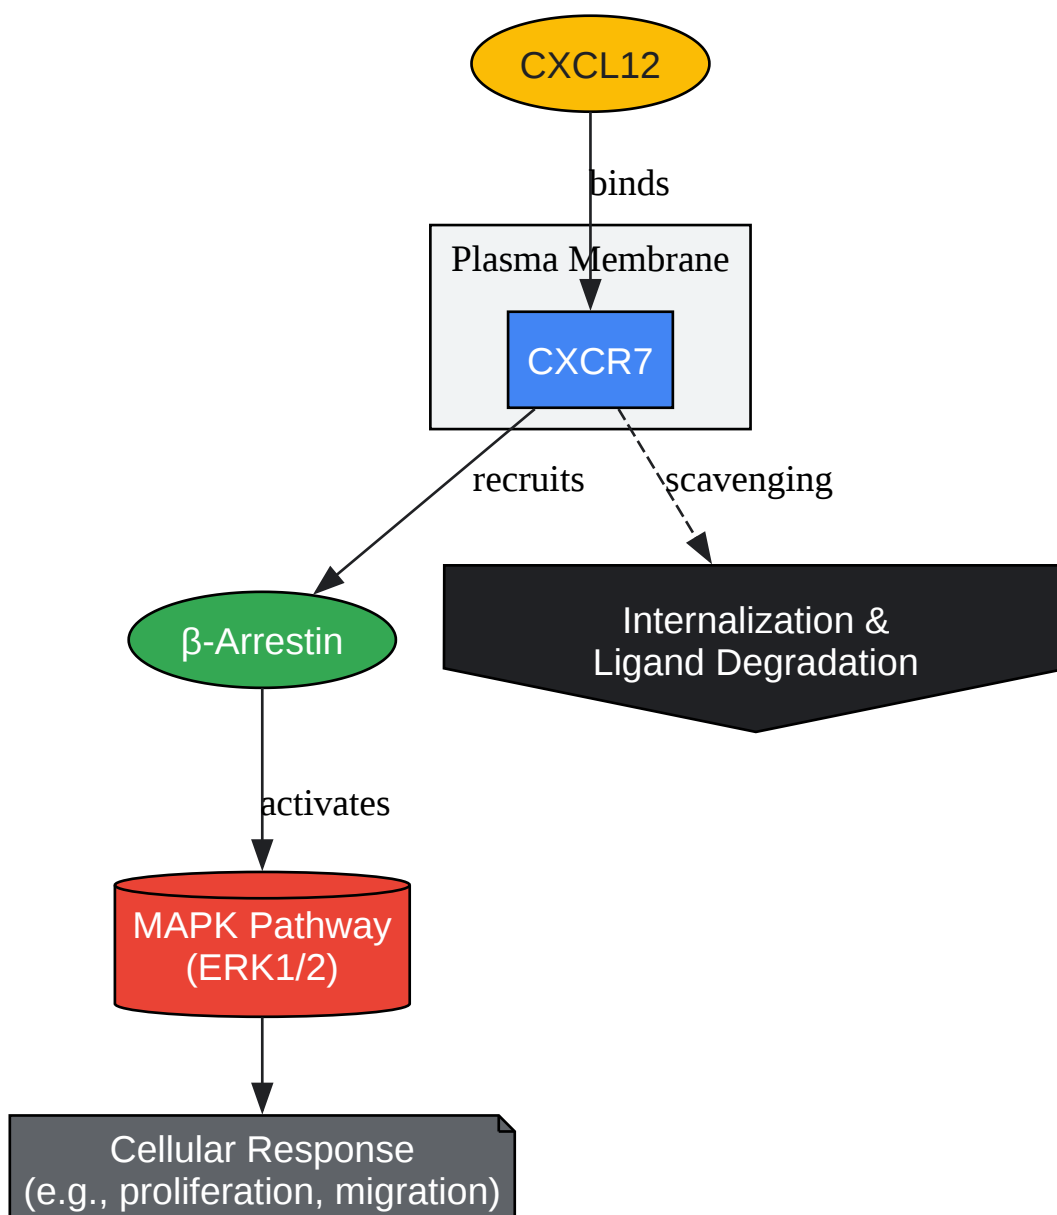 CXCL12
binds
Plasma Membrane
CXCR7
recruits
scavenging
Internalization &
Ligand Degradation
β-Arrestin
activates
MAPK Pathway
(ERK1/2)
Cellular Response
(e.g., proliferation, migration)